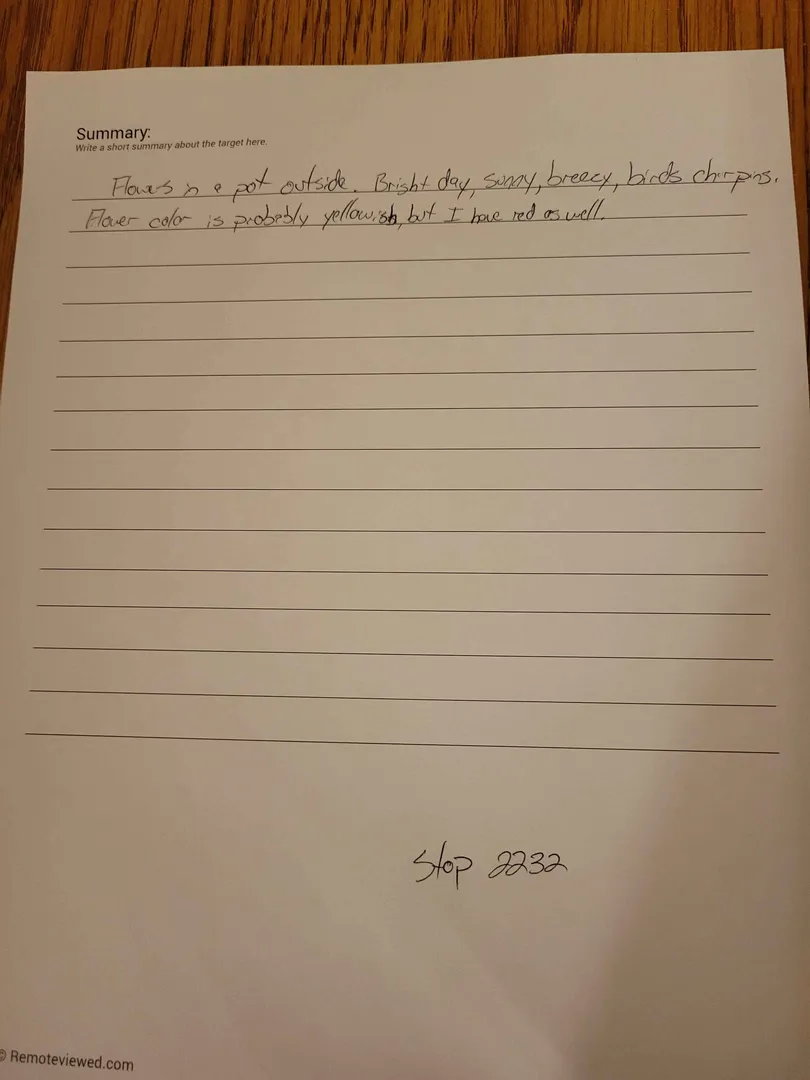 Summary:
Write a short summary about the target here.
Flowers in a pot outside. Bright day, sunny, breezy, birds chirping.
Flower color is probably yellowish, but I have red as well.
Stop 2232
© Remoteviewed.com